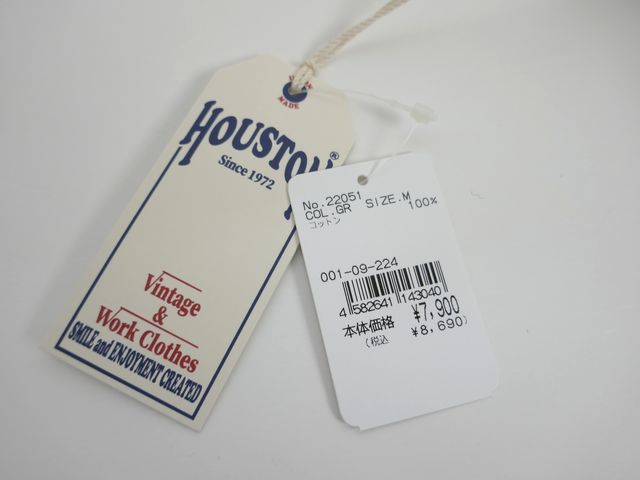 MADE
HOUSTON®
Since 1972
Vintage
&
Work Clothes
SMILE and ENJOYMENT CREATED
No.22051
COL.GR SIZE.M
コットン 100%
001-09-224
4 582641 143040
本体価格 ¥7,900
(税込 ¥8,690)